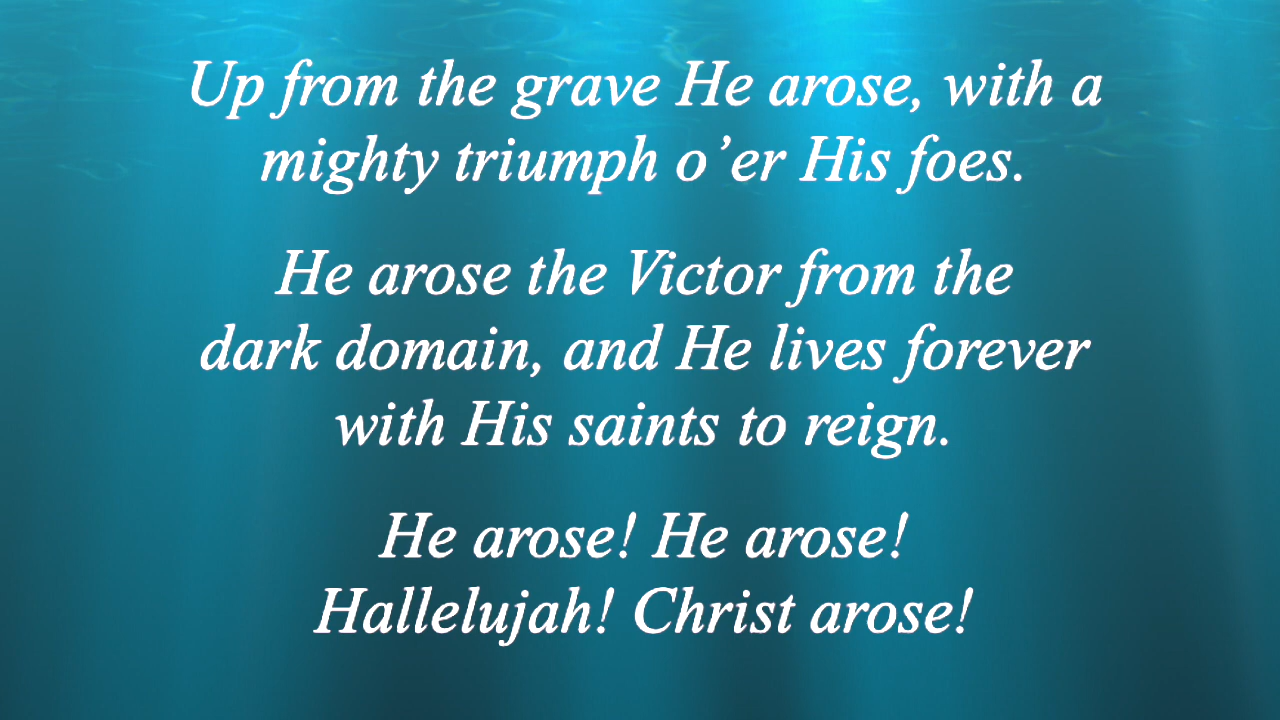 Up from the grave He arose, with a
mighty triumph o’er His foes.
He arose the Victor from the
dark domain, and He lives forever
with His saints to reign.
He arose! He arose!
Hallelujah! Christ arose!